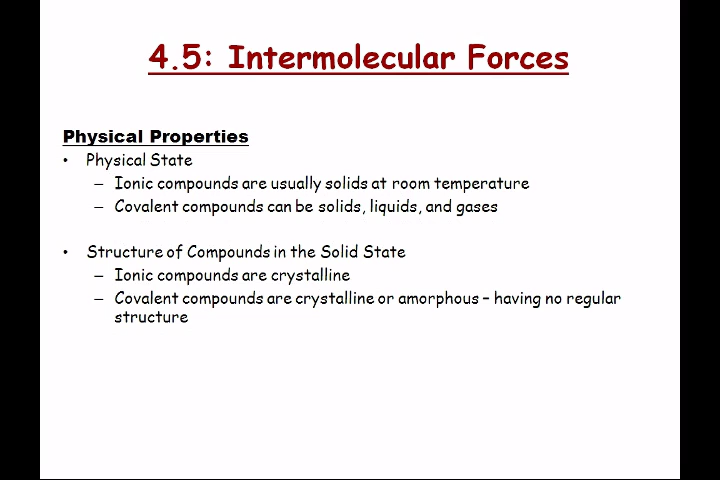 4.5: Intermolecular Forces
Physical Properties
• Physical State
– Ionic compounds are usually solids at room temperature
– Covalent compounds can be solids, liquids, and gases
• Structure of Compounds in the Solid State
– Ionic compounds are crystalline
– Covalent compounds are crystalline or amorphous – having no regular
structure